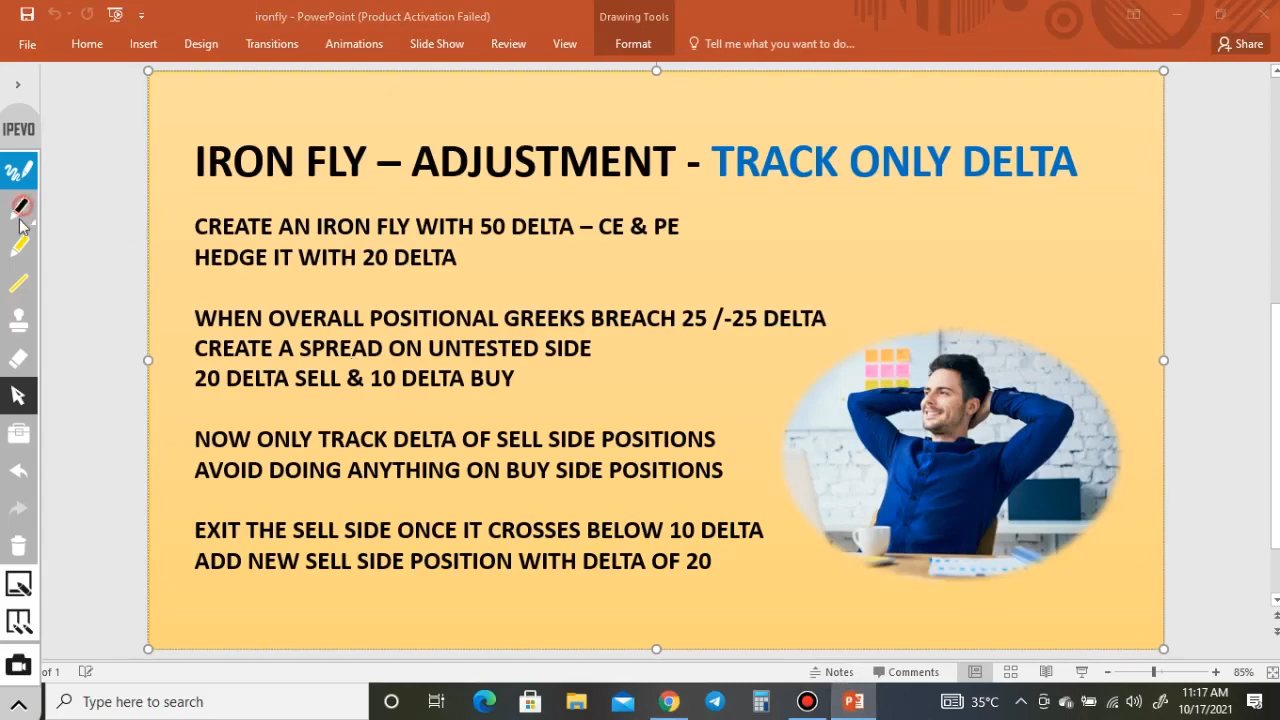 ironfly - PowerPoint (Product Activation Failed)
Drawing Tools
File Home Insert Design Transitions Animations Slide Show Review View Format Tell me what you want to do... Share
IPEVO
IRON FLY – ADJUSTMENT - TRACK ONLY DELTA
CREATE AN IRON FLY WITH 50 DELTA – CE & PE
HEDGE IT WITH 20 DELTA
WHEN OVERALL POSITIONAL GREEKS BREACH 25 /-25 DELTA
CREATE A SPREAD ON UNTESTED SIDE
20 DELTA SELL & 10 DELTA BUY
NOW ONLY TRACK DELTA OF SELL SIDE POSITIONS
AVOID DOING ANYTHING ON BUY SIDE POSITIONS
EXIT THE SELL SIDE ONCE IT CROSSES BELOW 10 DELTA
ADD NEW SELL SIDE POSITION WITH DELTA OF 20
of 1 Notes Comments 85%
Type here to search 35°C 11:17 AM
10/17/2021